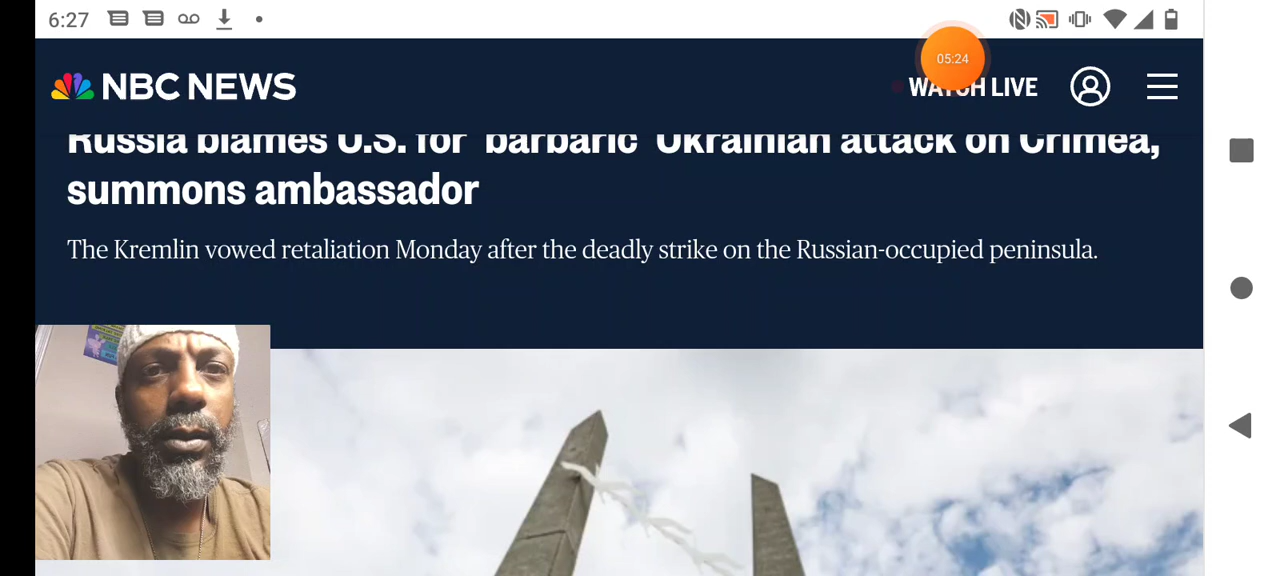 6:27
NBC NEWS
WATCH LIVE
05:24
Russia blames U.S. for 'barbaric' Ukrainian attack on Crimea,
summons ambassador
The Kremlin vowed retaliation Monday after the deadly strike on the Russian-occupied peninsula.